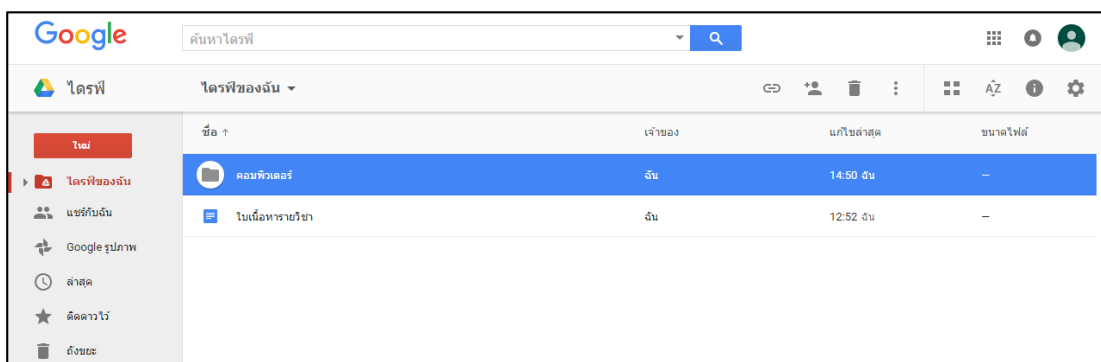 Google
ค้นหาไดรฟ์
ไดรฟ์
ไดรฟ์ของฉัน
AZ
ชื่อ ↑ เจ้าของ แก้ไขล่าสุด ขนาดไฟล์
ใหม่
คอมพิวเตอร์ ฉัน 14:50 ฉัน —
ไดรฟ์ของฉัน
แชร์กับฉัน
ใบเนื้อหารายวิชา ฉัน 12:52 ฉัน —
Google รูปภาพ
ล่าสุด
ติดดาวไว้
ถังขยะ